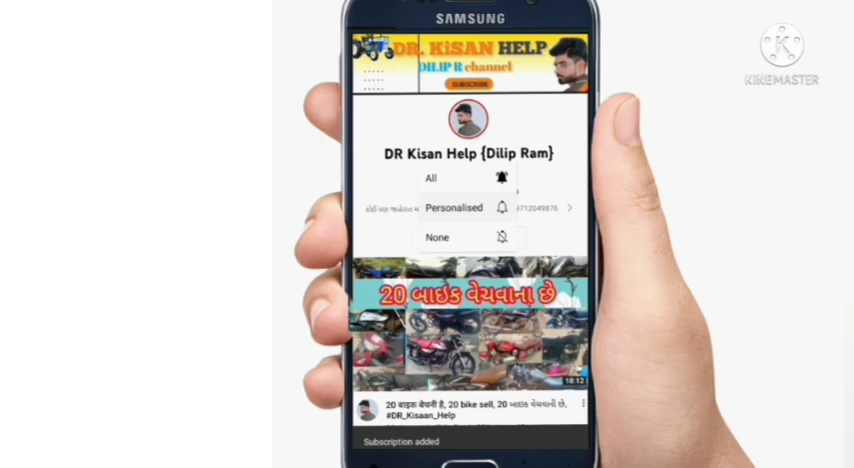 SAMSUNG
DR. KiSAN HELP
DILIP R channel
SUBSCRIBE
KINEMASTER
DR Kisan Help {Dilip Ram}
All
Personalised
9712049876
None
20 બાઇક વેચવાના છે
18:12
20 बाइक बेचनी है, 20 bike sell, 20 બાઇક વેચવાની છે,
#DR_Kisaan_Help
Subscription added